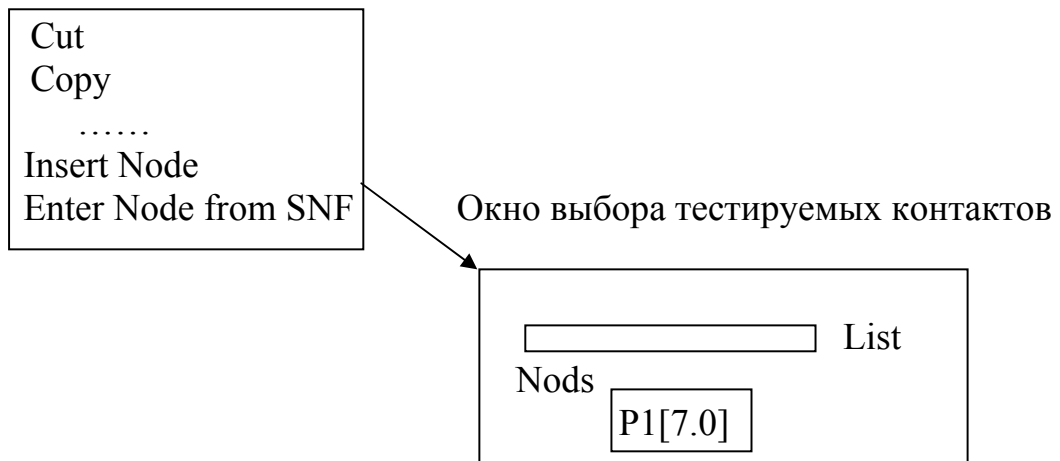 Cut
Copy
……
Insert Node
Enter Node from SNF
Окно выбора тестируемых контактов
List
Nods
P1[7.0]